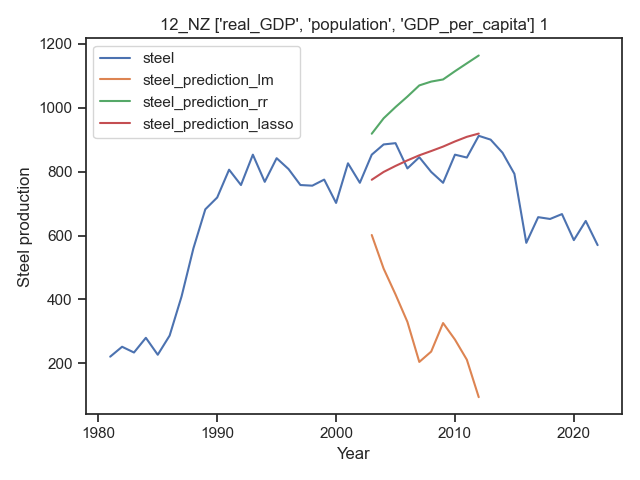 12_NZ ['real_GDP', 'population', 'GDP_per_capita'] 1
steel
steel_prediction_lm
steel_prediction_rr
steel_prediction_lasso
Steel production
1200
1000
800
600
400
200
1980
1990
2000
2010
2020
Year